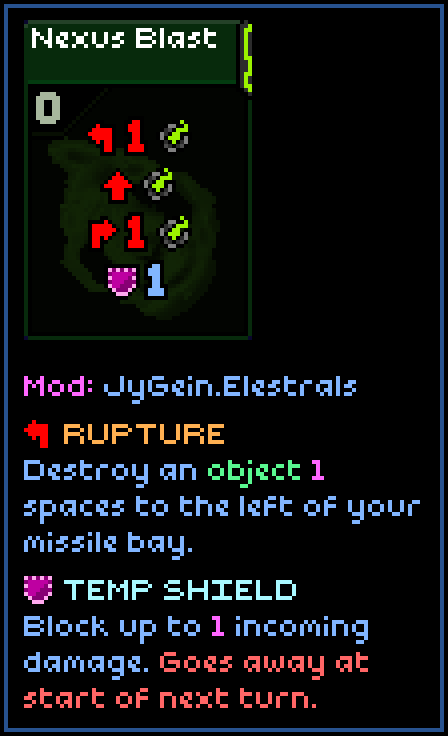 Nexus Blast
0
1
1
1
Mod: JyGein.Elestrals
RUPTURE
Destroy an object 1
spaces to the left of your
missile bay.
TEMP SHIELD
Block up to 1 incoming
damage. Goes away at
start of next turn.